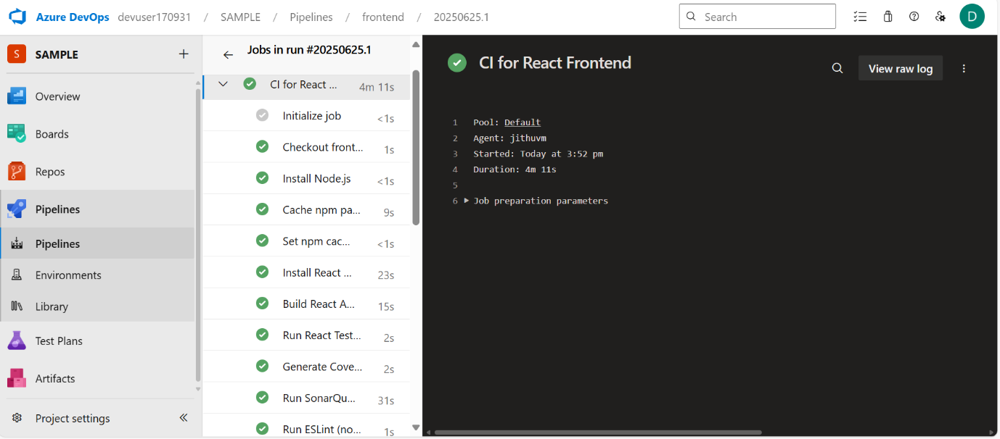 Azure DevOps devuser170931 / SAMPLE / Pipelines / frontend / 20250625.1
Search
D
S SAMPLE
Overview
Boards
Repos
Pipelines
Pipelines
Environments
Library
Test Plans
Artifacts
Project settings
Jobs in run #20250625.1
CI for React ... 4m 11s
Initialize job <1s
Checkout front... 1s
Install Node.js <1s
Cache npm pa... 9s
Set npm cac... <1s
Install React ... 23s
Build React A... 15s
Run React Test... 2s
Generate Cove... 2s
Run SonarQu... 31s
Run ESLint (no... 1s
CI for React Frontend
View raw log
1 Pool: Default
2 Agent: jithuvm
3 Started: Today at 3:52 pm
4 Duration: 4m 11s
5
6 Job preparation parameters